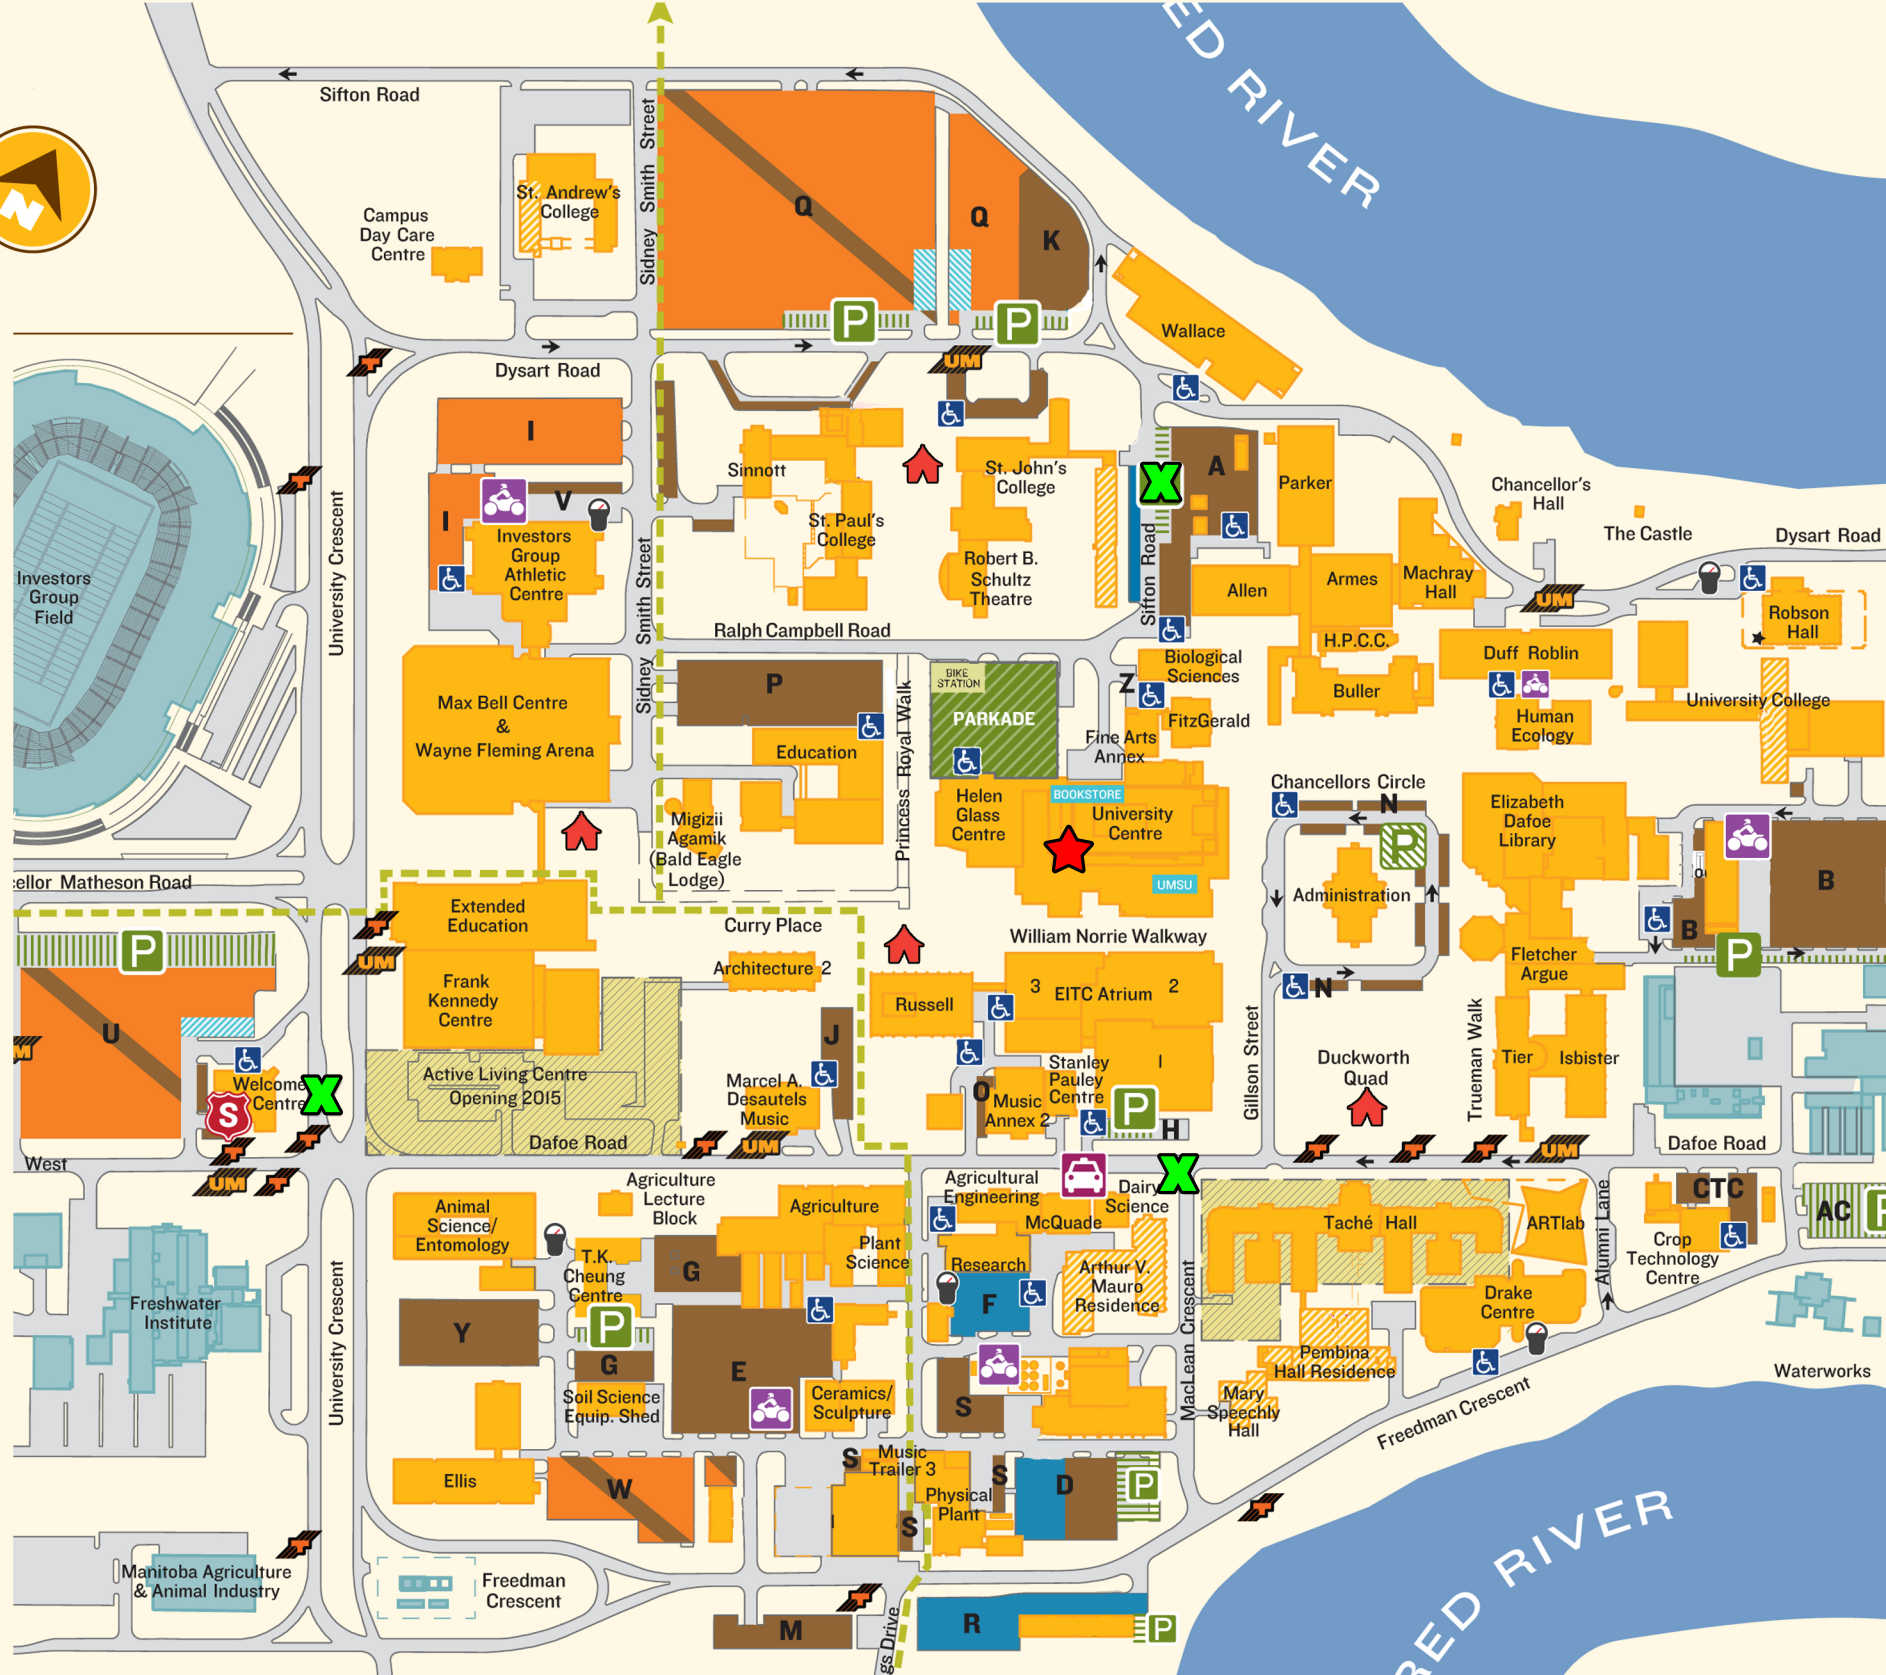 RED RIVER
Sifton Road
Sidney Smith Street
St. Andrew's
College
Campus
Day Care
Centre
N
Q
Q
K
P
P
Wallace
UM
Dysart Road
I
I
V
Investors
Group
Athletic
Centre
Sinnott
St. Paul's
College
St. John's
College
Robert B.
Schultz
Theatre
X
A
Parker
Sifton Road
Allen
Armes
Machray
Hall
H.P.C.C.
Buller
Chancellor's
Hall
The Castle
Dysart Road
UM
Robson
Hall
Duff Roblin
Human
Ecology
University College
Investors
Group
Field
University Crescent
Sidney Smith Street
Ralph Campbell Road
Max Bell Centre
&
Wayne Fleming Arena
Sidney
P
Education
Princess Royal Walk
BIKE
STATION
PARKADE
Z
Biological
Sciences
FitzGerald
Fine Arts
Annex
BOOKSTORE
Helen
Glass
Centre
University
Centre
UMSU
Migizii
Agamik
(Bald Eagle
Lodge)
Chancellors Circle
N
P
Administration
N
Elizabeth
Dafoe
Library
B
B
P
Fletcher
Argue
cellor Matheson Road
P
U
UM
Extended
Education
Frank
Kennedy
Centre
Curry Place
Architecture 2
William Norrie Walkway
Russell
3
EITC Atrium
2
1
J
Stanley
Pauley
Centre
O
Music
Annex 2
P
H
Gillson Street
Duckworth
Quad
Trueman Walk
Tier
Isbister
Welcome
Centre
S
X
Active Living Centre
Opening 2015
Dafoe Road
Marcel A.
Desautels
Music
UM
UM
Dafoe Road
West
UM
X
Animal
Science/
Entomology
Agriculture
Lecture
Block
Agriculture
Plant
Science
T.K.
Cheung
Centre
G
Agricultural
Engineering
McQuade
Dairy
Science
Research
F
Arthur V.
Mauro
Residence
MacLean Crescent
Taché Hall
ARTlab
Alumni Lane
CTC
Crop
Technology
Centre
AC
P
Drake
Centre
Pembina
Hall Residence
Mary
Speechly
Hall
Freedman Crescent
Waterworks
Freshwater
Institute
University Crescent
Y
P
G
Soil Science
Equip. Shed
E
Ceramics/
Sculpture
S
Ellis
W
S
Music
Trailer 3
S
Physical
Plant
S
D
P
Manitoba Agriculture
& Animal Industry
Freedman
Crescent
M
gs Drive
R
P
RED RIVER